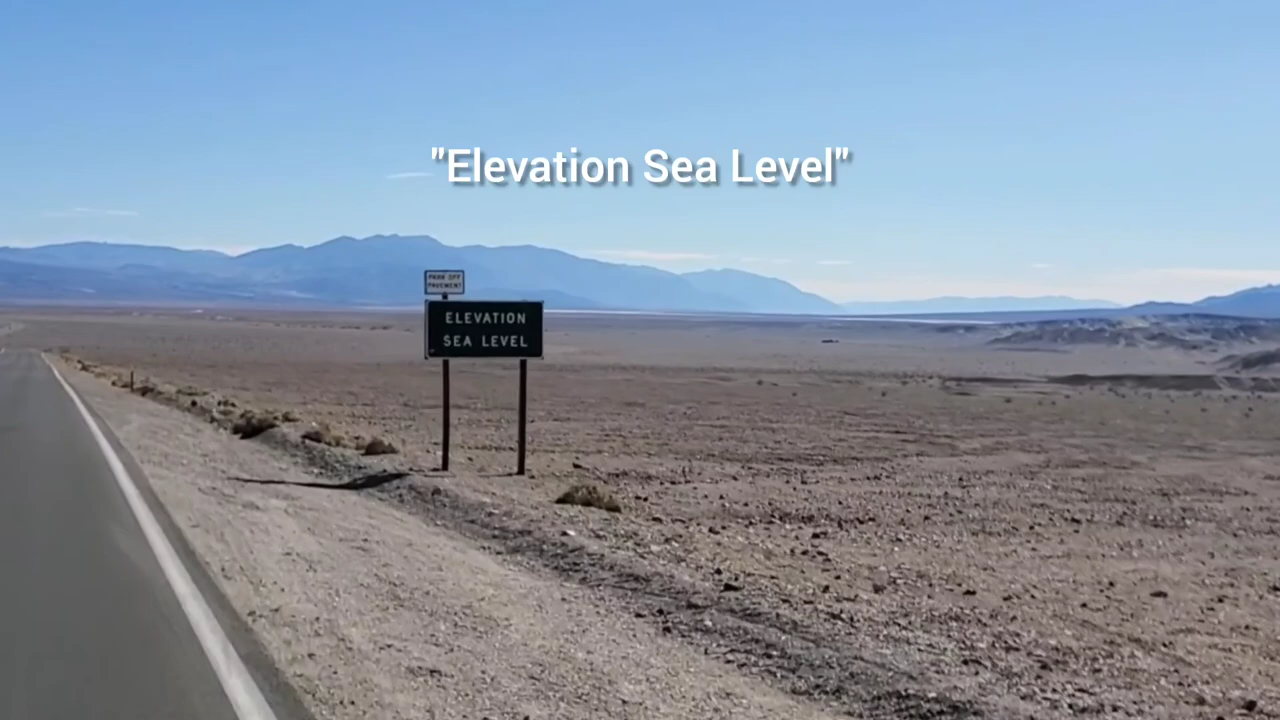 "Elevation Sea Level"
PARK OFF
PAVEMENT
ELEVATION
SEA LEVEL